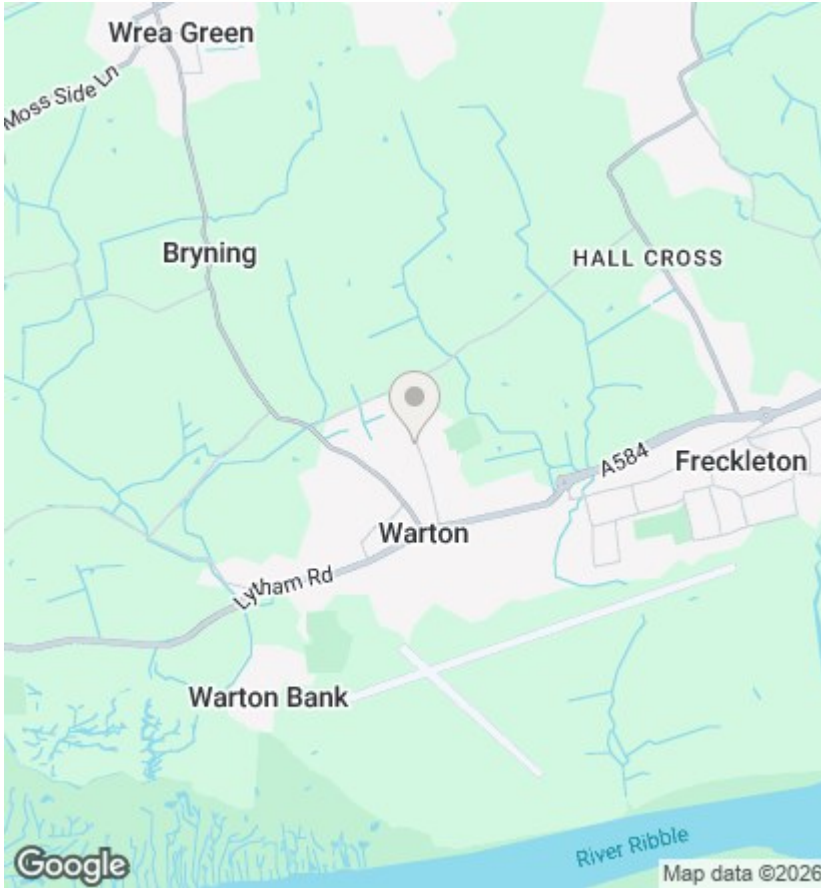 Wrea Green
Moss Side Ln
Bryning
HALL CROSS
A584
Freckleton
Warton
Lytham Rd
Warton Bank
River Ribble
Google
Map data ©2026